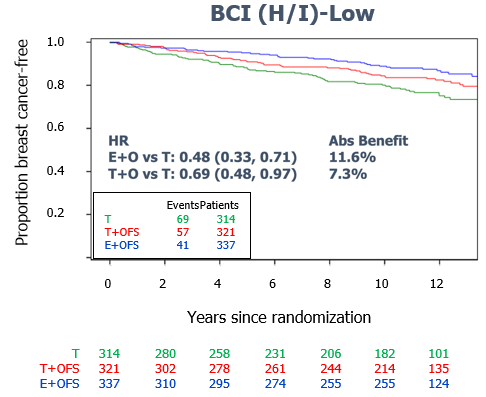 BCI (H/I)-Low
Proportion breast cancer-free
1.0
0.8
0.6
0.4
0.2
HR Abs Benefit
E+O vs T: 0.48 (0.33, 0.71) 11.6%
T+O vs T: 0.69 (0.48, 0.97) 7.3%
Events Patients
T 69 314
T+OFS 57 321
E+OFS 41 337
0 2 4 6 8 10 12
Years since randomization
T 314 280 258 231 206 182 101
T+OFS 321 302 278 261 244 214 135
E+OFS 337 310 295 274 255 255 124